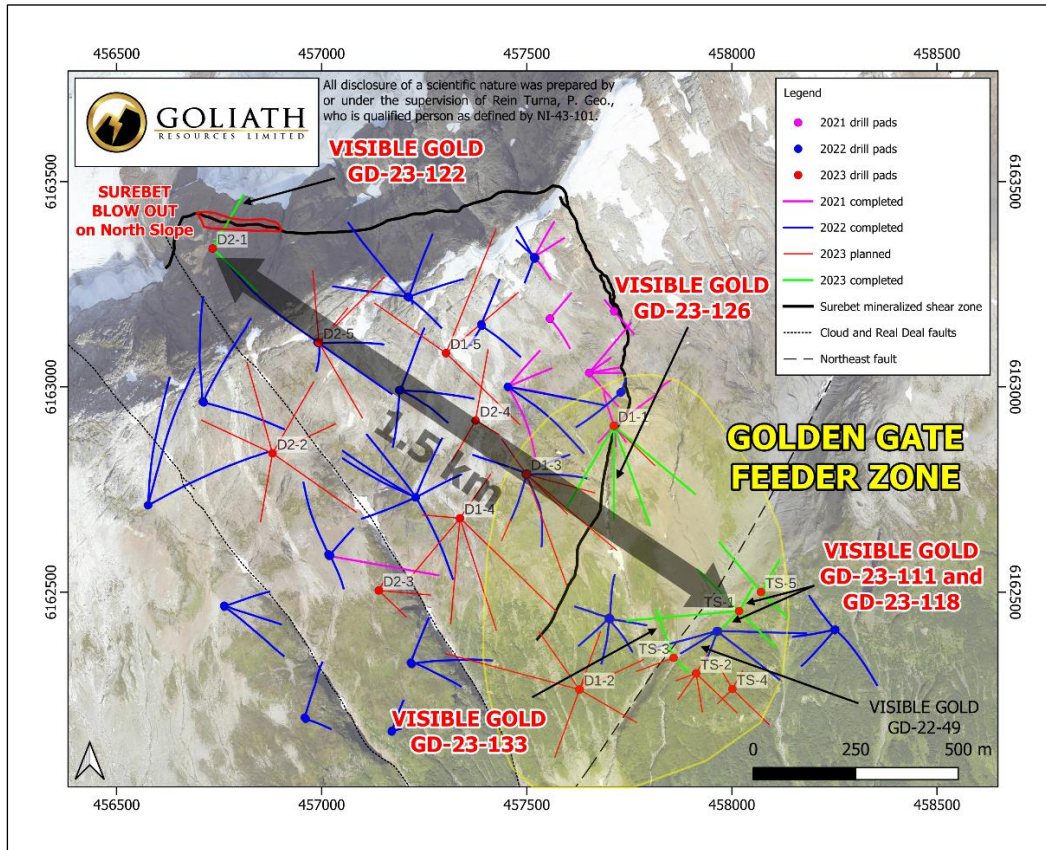 456500 457000 457500 458000 458500
GOLIATH
RESOURCES LIMITED
All disclosure of a scientific nature was prepared by
or under the supervision of Rein Turna, P. Geo.,
who is qualified person as defined by NI-43-101.
Legend
2021 drill pads
2022 drill pads
2023 drill pads
2021 completed
2022 completed
2023 planned
2023 completed
Surebet mineralized shear zone
Cloud and Real Deal faults
Northeast fault
VISIBLE GOLD
GD-23-122
6163500
6163500
SUREBET
BLOW OUT
on North Slope
D2-1
VISIBLE GOLD
GD-23-126
D2-5
D1-5
6163000
6163000
D2-4
D1-1
1.5 km
GOLDEN GATE
FEEDER ZONE
D2-2
D1-3
D1-4
VISIBLE GOLD
GD-23-111 and
GD-23-118
6162500
6162500
D2-3
TS-5
TS-1
TS-3
TS-2
TS-4
D1-2
VISIBLE GOLD
GD-23-133
VISIBLE GOLD
GD-22-49
0 250 500 m
456500 457000 457500 458000 458500